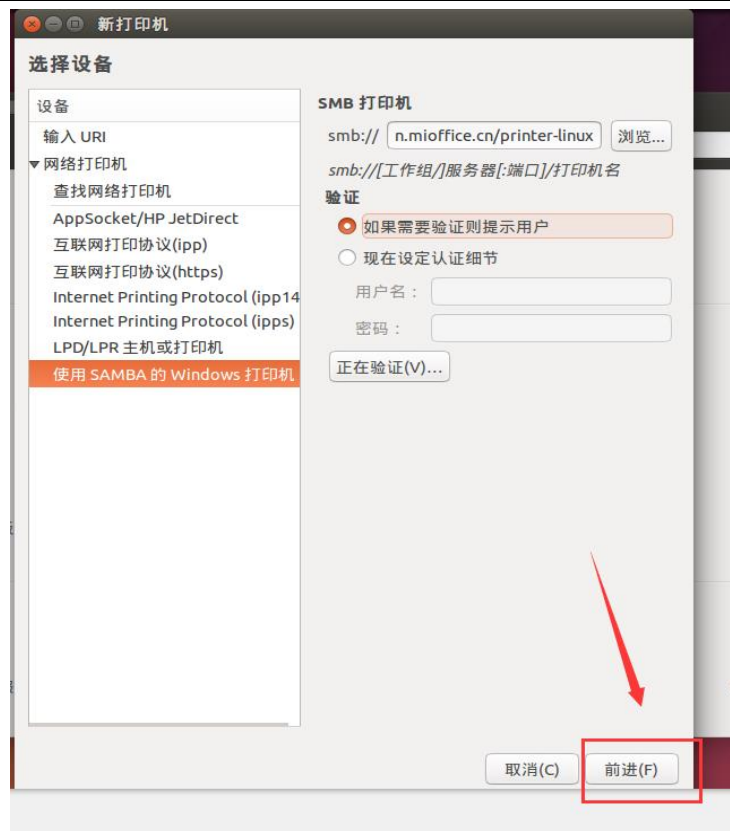 新打印机
选择设备
设备
输入 URI
网络打印机
查找网络打印机
AppSocket/HP JetDirect
互联网打印协议(ipp)
互联网打印协议(https)
Internet Printing Protocol (ipp14
Internet Printing Protocol (ipps)
LPD/LPR 主机或打印机
使用 SAMBA 的 Windows 打印机
SMB 打印机
smb:// n.mioffice.cn/printer-linux 浏览...
smb://[工作组/]服务器[:端口]/打印机名
验证
如果需要验证则提示用户
现在设定认证细节
用户名：
密码：
正在验证(V)...
取消(C) 前进(F)